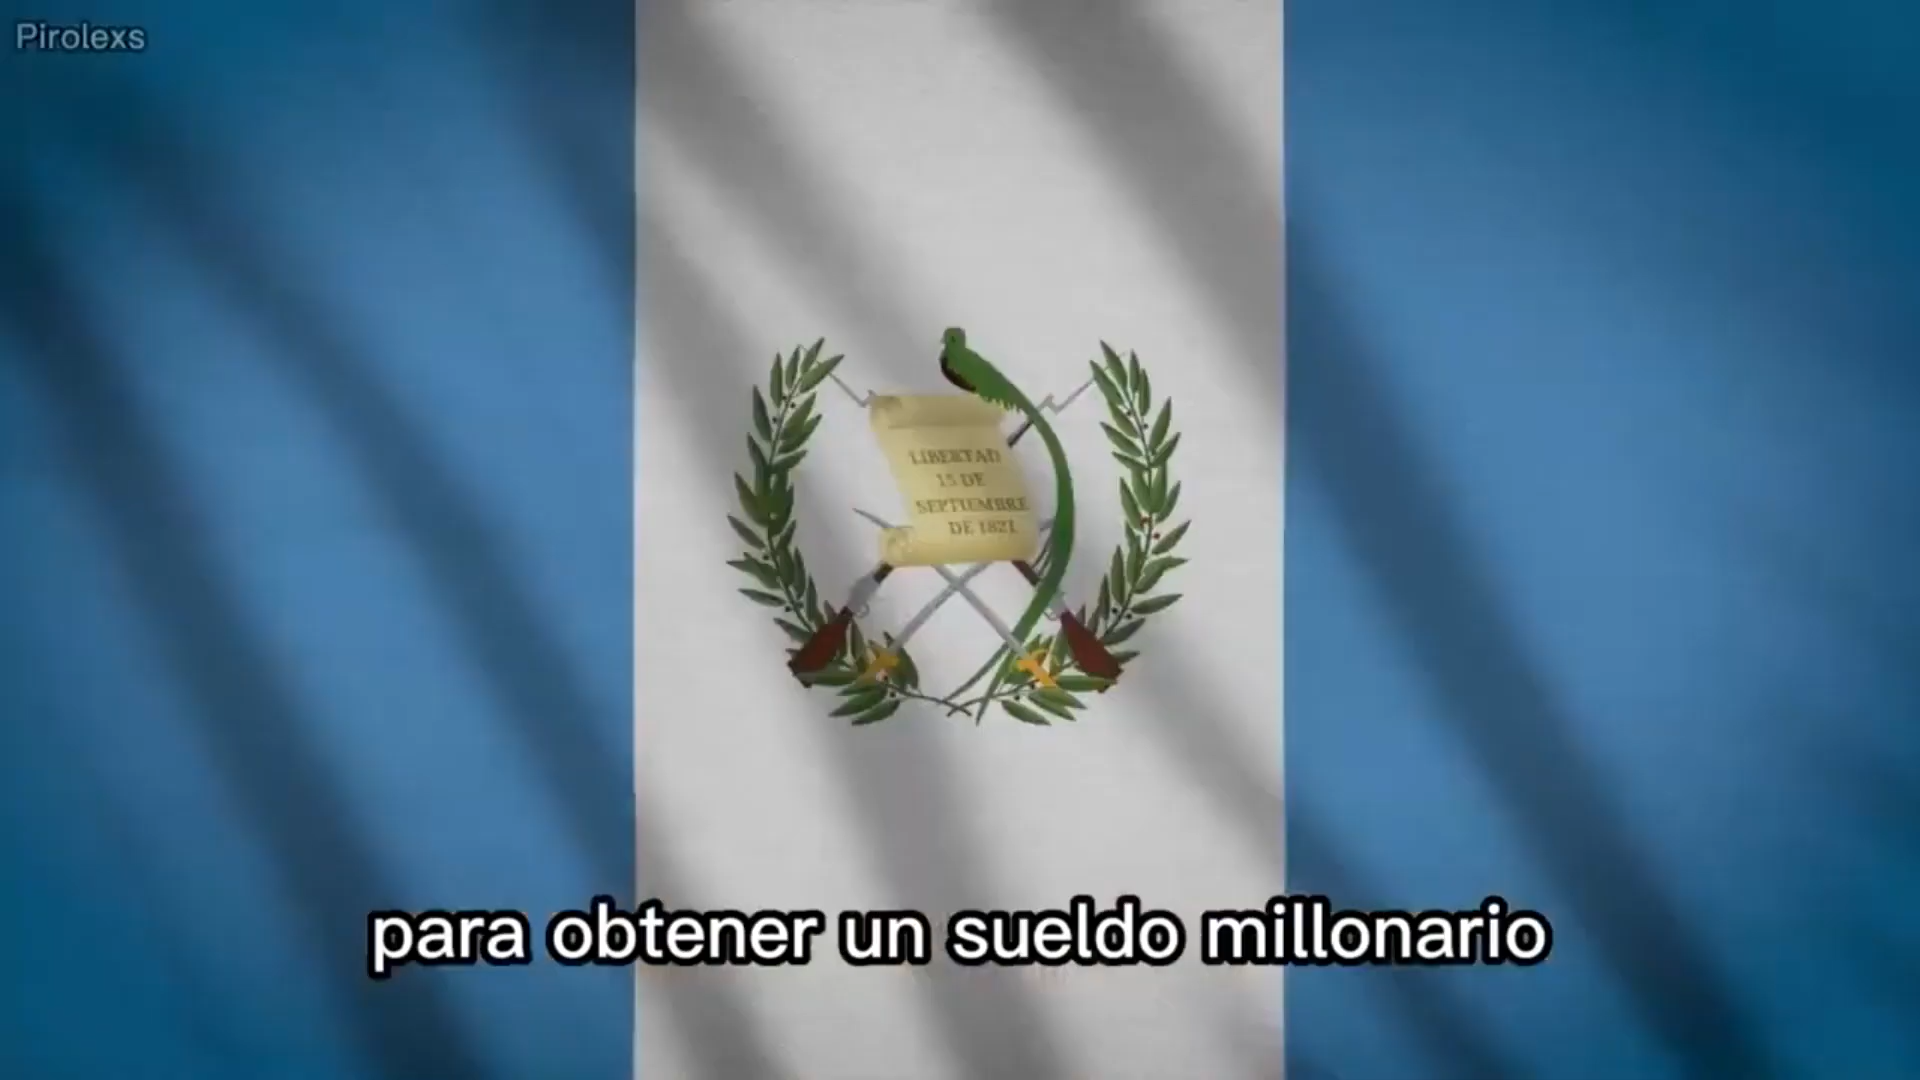 Pirolexs
LIBERTAD
15 DE
SEPTIEMBRE
DE 1821
para obtener un sueldo millonario